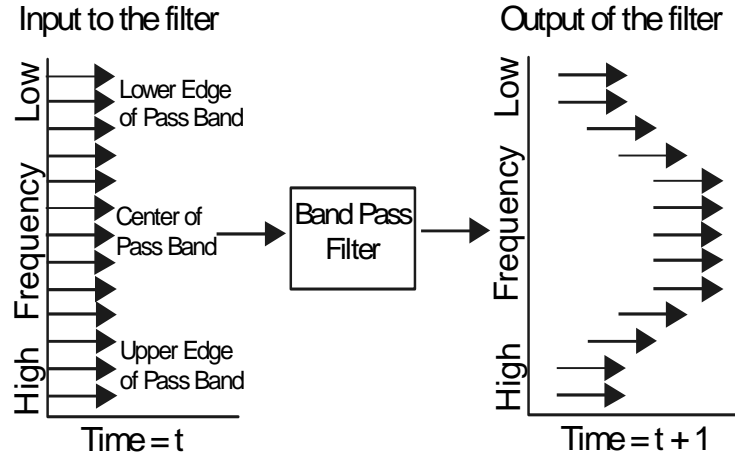 Input to the filter
Low
Frequency
High
Lower Edge
of Pass Band
Center of
Pass Band
Upper Edge
of Pass Band
Time = t
Band Pass
Filter
Output of the filter
Low
Frequency
High
Time = t + 1